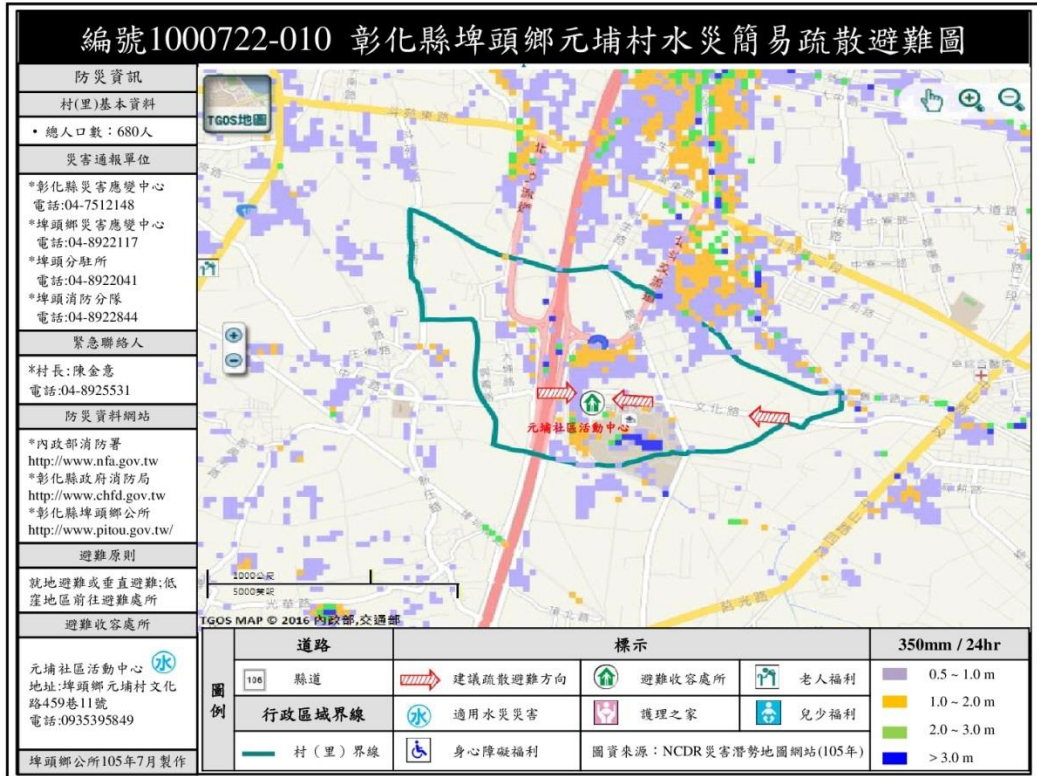 編號1000722-010 彰化縣埤頭鄉元埔村水災簡易疏散避難圖
防災資訊
村(里)基本資料
• 總人口數：680人
災害通報單位
*彰化縣災害應變中心
電話:04-7512148
*埤頭鄉災害應變中心
電話:04-8922117
*埤頭分駐所
電話:04-8922041
*埤頭消防分隊
電話:04-8922844
緊急聯絡人
*村長:陳金意
電話:04-8925531
防災資料網站
*內政部消防署
http://www.nfa.gov.tw
*彰化縣政府消防局
http://www.chfd.gov.tw
*彰化縣埤頭鄉公所
http://www.pitou.gov.tw/
避難原則
就地避難或垂直避難;低
窪地區前往避難處所
避難收容處所
元埔社區活動中心 水
地址:埤頭鄉元埔村文化
路459巷11號
電話:0935395849
埤頭鄉公所105年7月製作
TGOS地圖
斗苑東路
文化路
元埔社區活動中心
卓綜合醫院
光華路
1000公尺
5000英呎
TGOS MAP © 2016 內政部,交通部
圖例
道路
標示
350mm / 24hr
106 縣道
建議疏散避難方向
避難收容處所
老人福利
0.5 ~ 1.0 m
行政區域界線
水 適用水災災害
護理之家
兒少福利
1.0 ~ 2.0 m
2.0 ~ 3.0 m
村（里）界線
身心障礙福利
圖資來源：NCDR災害潛勢地圖網站(105年)
> 3.0 m